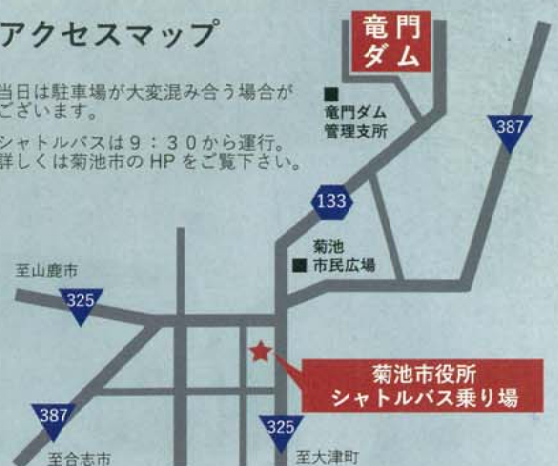 アクセスマップ
当日は駐車場が大変混み合う場合が
ございます。
シャトルバスは9：30から運行。
詳しくは菊池市のHPをご覧下さい。
竜門
ダム
竜門ダム
管理支所
387
133
菊池
市民広場
至山鹿市
325
菊池市役所
シャトルバス乗り場
387
325
至合志市
至大津町